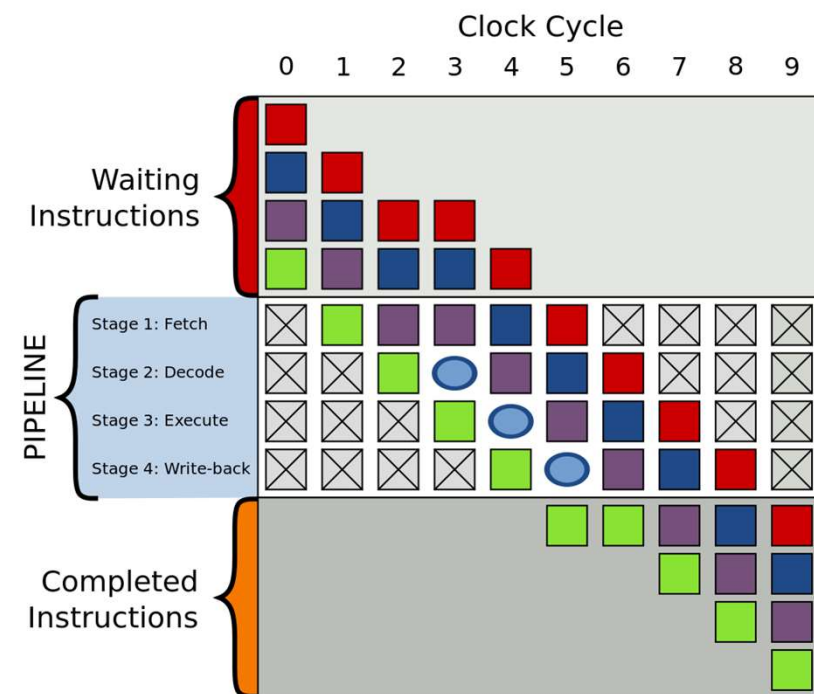 Clock Cycle
0 1 2 3 4 5 6 7 8 9
Waiting
Instructions
PIPELINE
Stage 1: Fetch
Stage 2: Decode
Stage 3: Execute
Stage 4: Write-back
Completed
Instructions